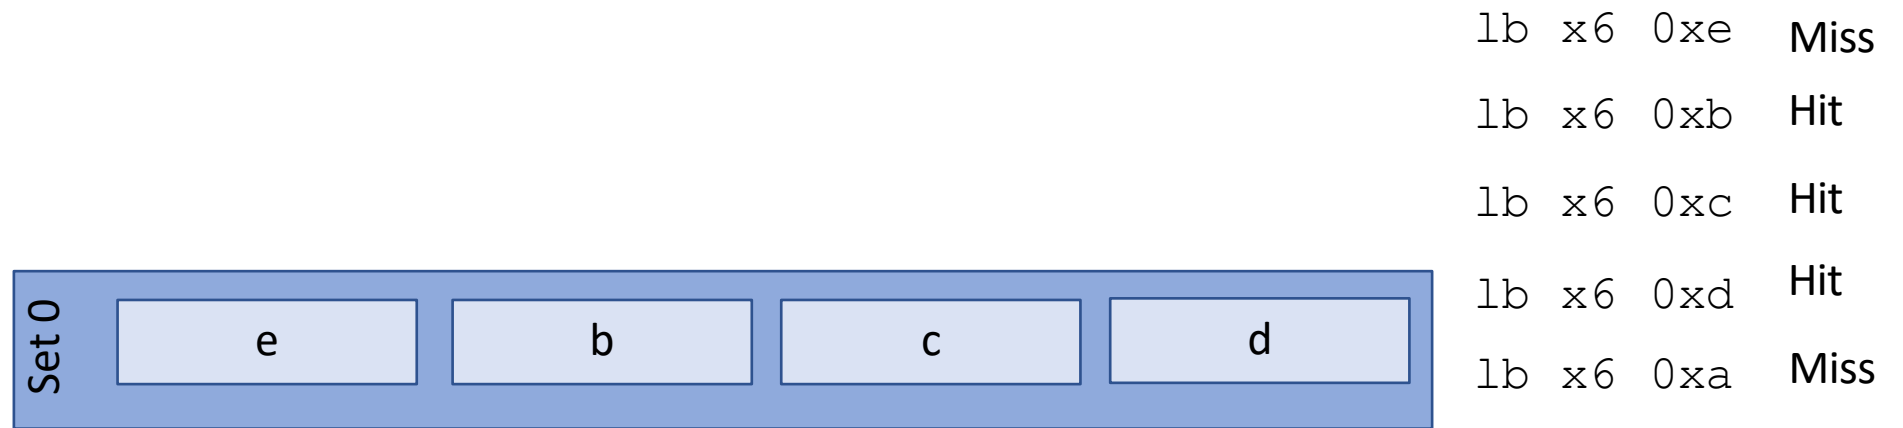 lb x6 0xe Miss
lb x6 0xb Hit
lb x6 0xc Hit
lb x6 0xd Hit
lb x6 0xa Miss
Set 0
e b c d